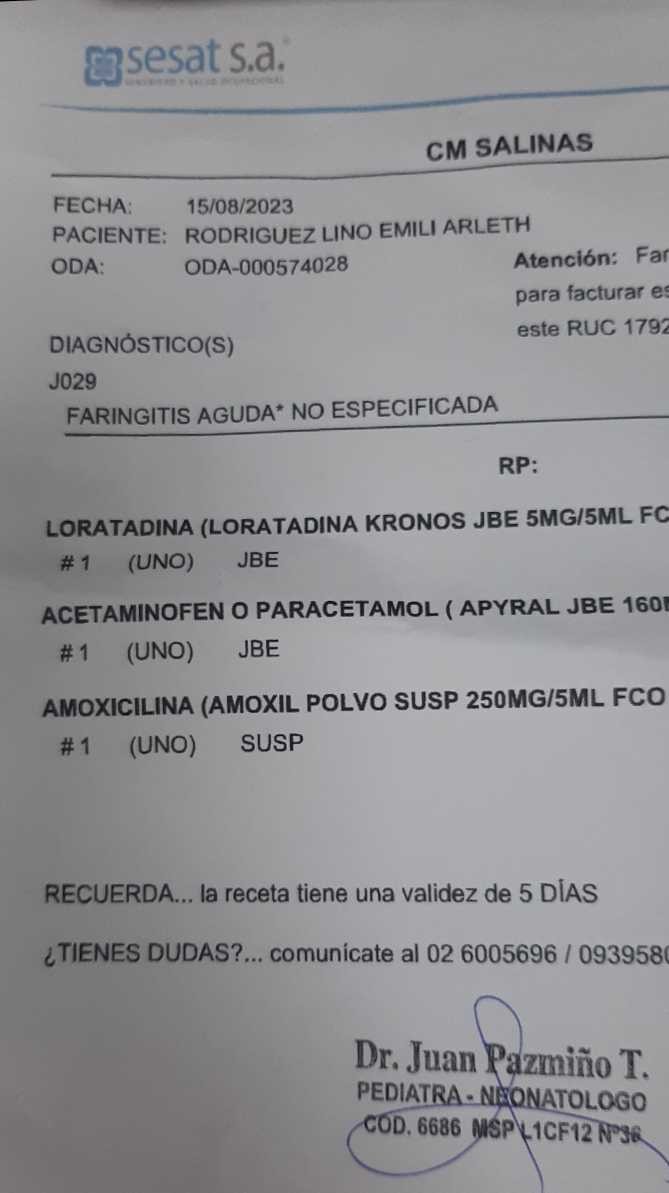 sesat s.a.
SEGURIDAD Y SALUD OCUPACIONAL
CM SALINAS
FECHA: 15/08/2023
PACIENTE: RODRIGUEZ LINO EMILI ARLETH
ODA: ODA-000574028
Atención: Far
para facturar es
este RUC 1792
DIAGNÓSTICO(S)
J029
FARINGITIS AGUDA* NO ESPECIFICADA
RP:
LORATADINA (LORATADINA KRONOS JBE 5MG/5ML FC
# 1 (UNO) JBE
ACETAMINOFEN O PARACETAMOL ( APYRAL JBE 160
# 1 (UNO) JBE
AMOXICILINA (AMOXIL POLVO SUSP 250MG/5ML FCO
# 1 (UNO) SUSP
RECUERDA... la receta tiene una validez de 5 DÍAS
¿TIENES DUDAS?... comunícate al 02 6005696 / 0939580
Dr. Juan Pazmiño T.
PEDIATRA - NEONATOLOGO
COD. 6686 MSP L1CF12 Nº36